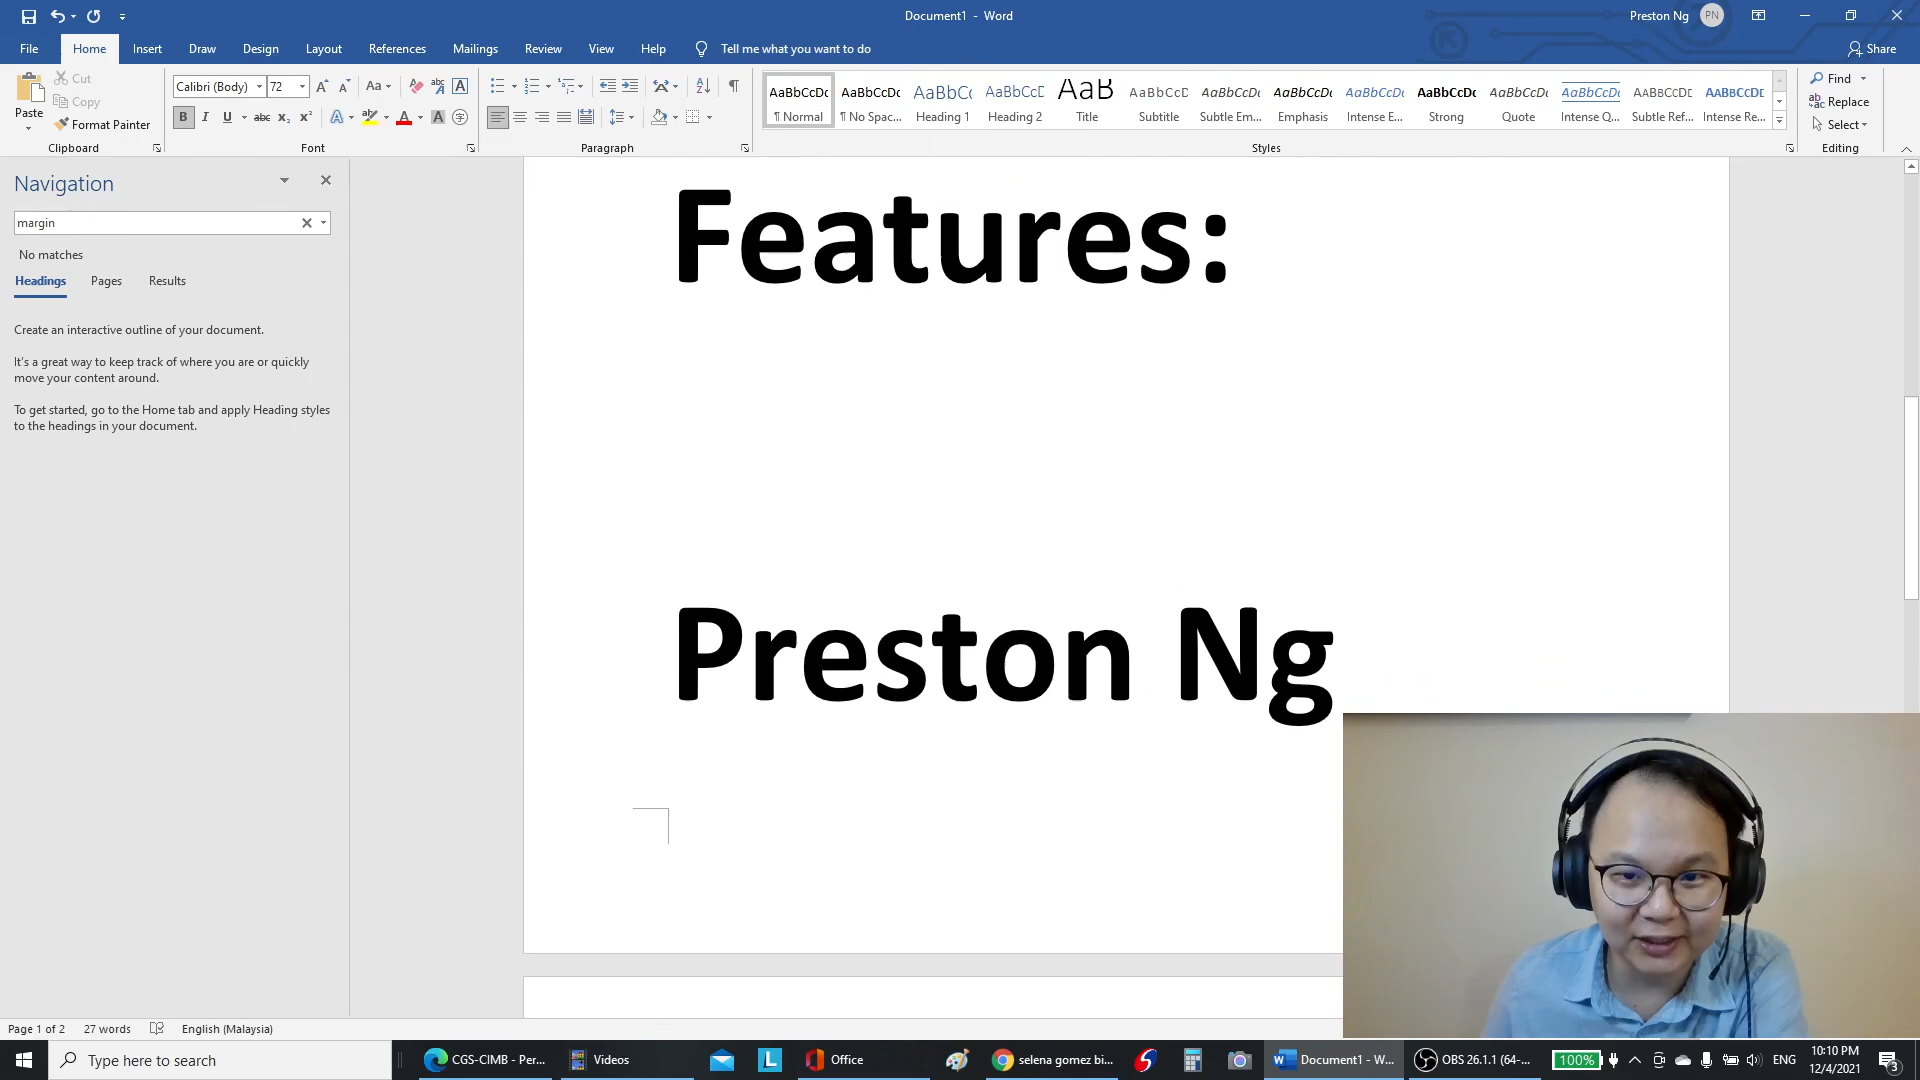 Document1 - Word
Preston Ng
PN
File
Home
Insert
Draw
Design
Layout
References
Mailings
Review
View
Help
Tell me what you want to do
Share
Paste
Cut
Copy
Format Painter
Clipboard
Calibri (Body)
72
Font
Paragraph
AaBbCcDc
¶ Normal
AaBbCcDc
¶ No Spac...
AaBbCc
Heading 1
AaBbCcD
Heading 2
AaB
Title
AaBbCcD
Subtitle
AaBbCcDc
Subtle Em...
AaBbCcDc
Emphasis
AaBbCcDc
Intense E...
AaBbCcDc
Strong
AaBbCcDc
Quote
AaBbCcDc
Intense Q...
AABBCCDE
Subtle Ref...
AABBCCDE
Intense Re...
Styles
Find
Replace
Select
Editing
Navigation
margin
No matches
Headings
Pages
Results
Create an interactive outline of your document.
It's a great way to keep track of where you are or quickly
move your content around.
To get started, go to the Home tab and apply Heading styles
to the headings in your document.
Features:
Preston Ng
Page 1 of 2
27 words
English (Malaysia)
Type here to search
CGS-CIMB - Per...
Videos
L
Office
selena gomez bi...
Document1 - W...
OBS 26.1.1 (64-...
100%
ENG
10:10 PM
12/4/2021
3